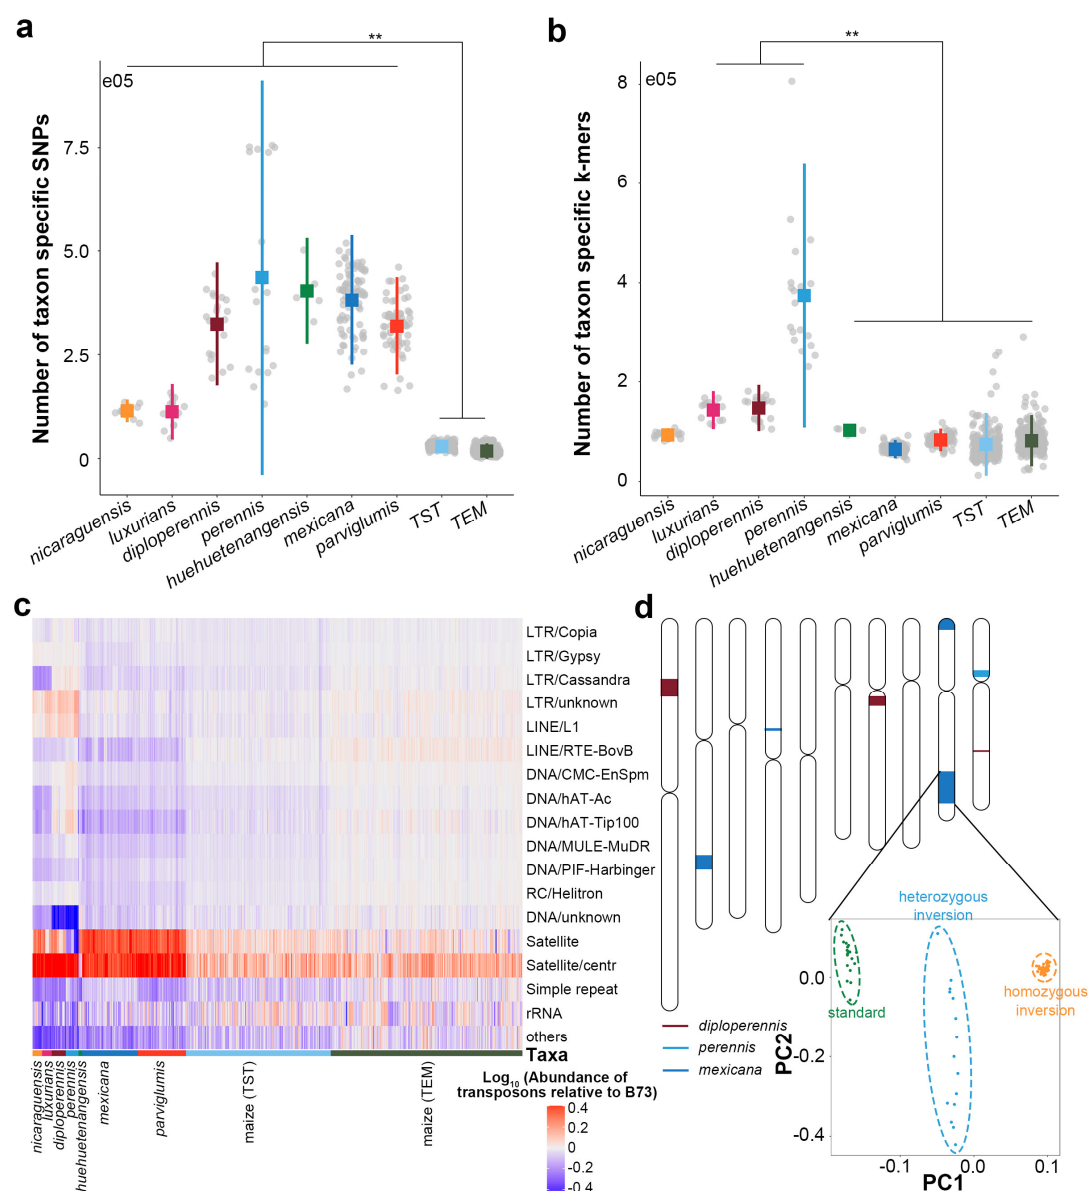 a
**
e05
Number of taxon specific SNPs
7.5
5.0
2.5
0
nicaraguensis
luxurians
diploperennis
perennis
huehuetenangensis
mexicana
parviglumis
TST
TEM
b
**
e05
Number of taxon specific k-mers
8
6
4
2
0
nicaraguensis
luxurians
diploperennis
perennis
huehuetenangensis
mexicana
parviglumis
TST
TEM
c
LTR/Copia
LTR/Gypsy
LTR/Cassandra
LTR/unknown
LINE/L1
LINE/RTE-BovB
DNA/CMC-EnSpm
DNA/hAT-Ac
DNA/hAT-Tip100
DNA/MULE-MuDR
DNA/PIF-Harbinger
RC/Helitron
DNA/unknown
Satellite
Satellite/centr
Simple repeat
rRNA
others
Taxa
nicaraguensis
luxurians
diploperennis
perennis
huehuetenangensis
mexicana
parviglumis
maize (TST)
maize (TEM)
Log10 (Abundance of
transposons relative to B73)
0.4
0.2
0
-0.2
-0.4
d
diploperennis
perennis
mexicana
heterozygous
inversion
standard
homozygous
inversion
PC2
0.0
-0.2
-0.4
-0.1
0.0
0.1
PC1